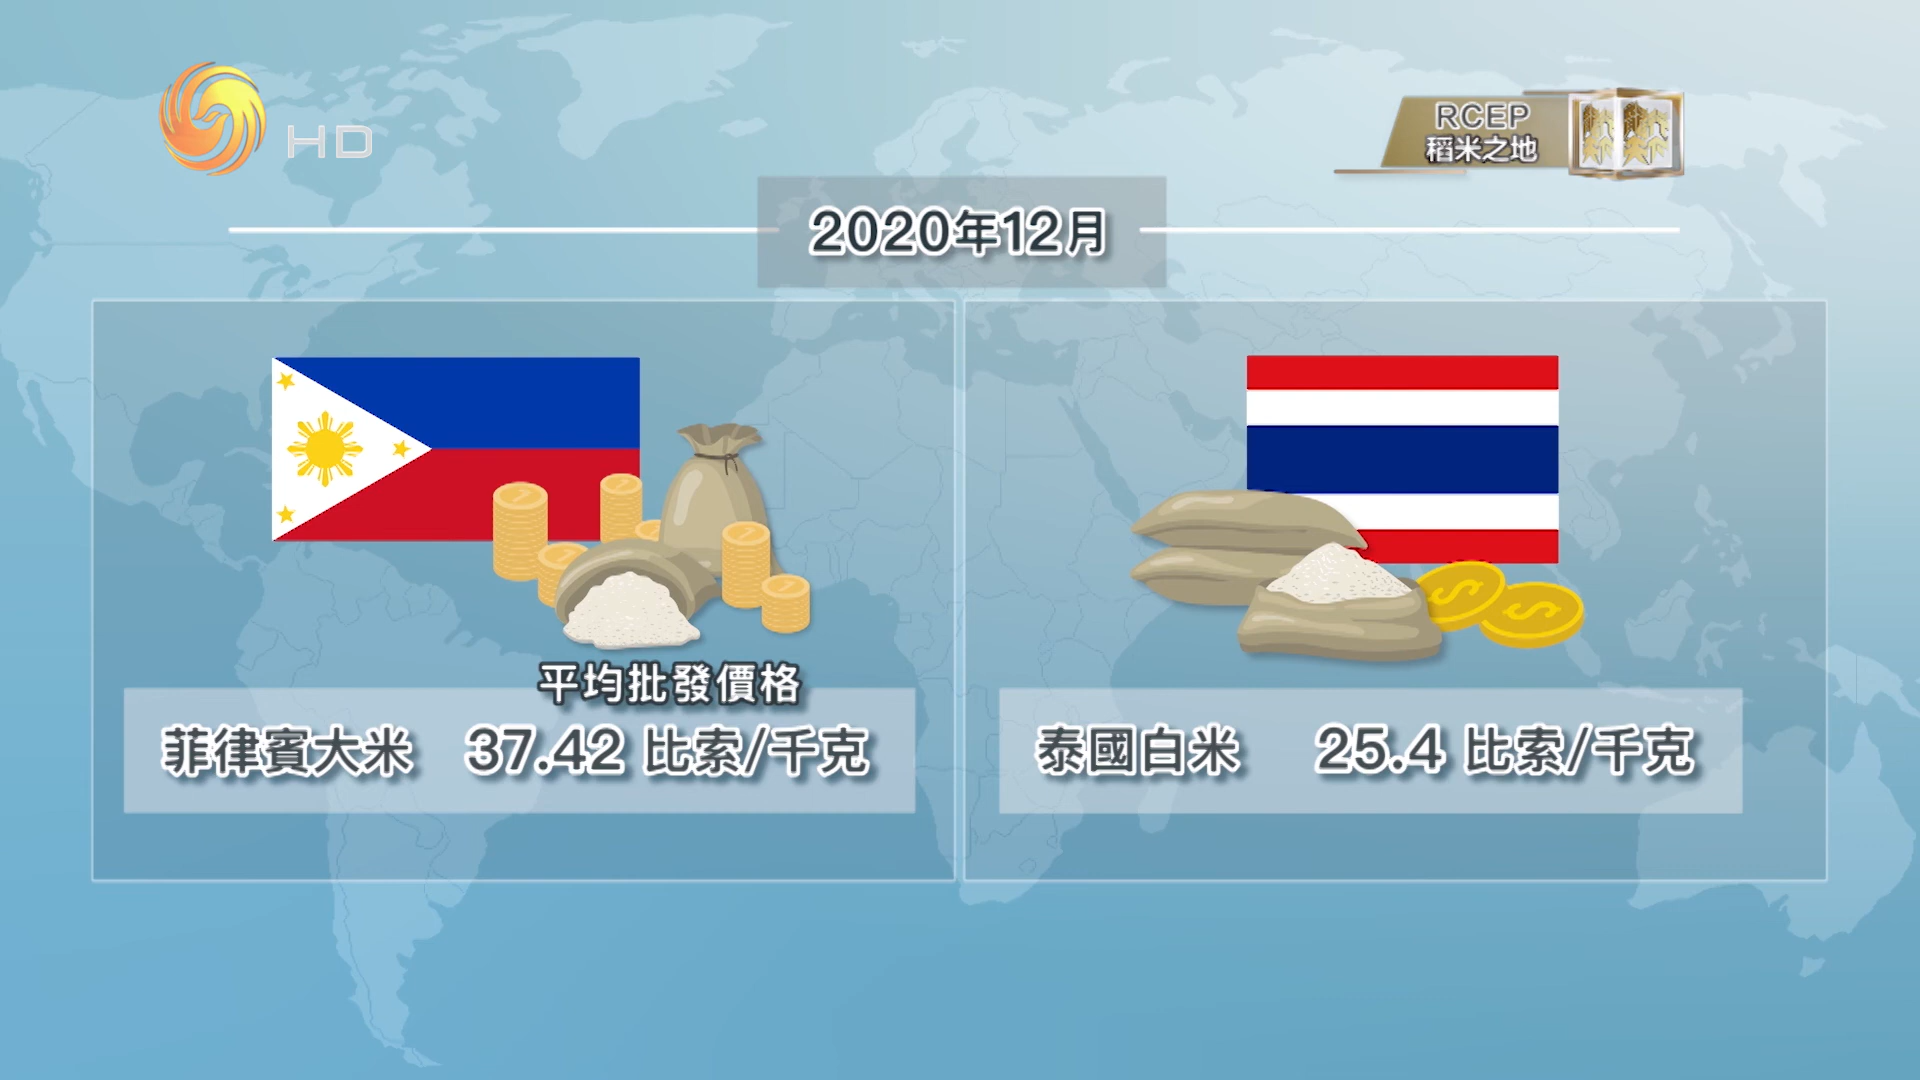 HD
RCEP
稻米之地
2020年12月
平均批發價格
菲律賓大米 37.42 比索/千克
泰國白米 25.4 比索/千克